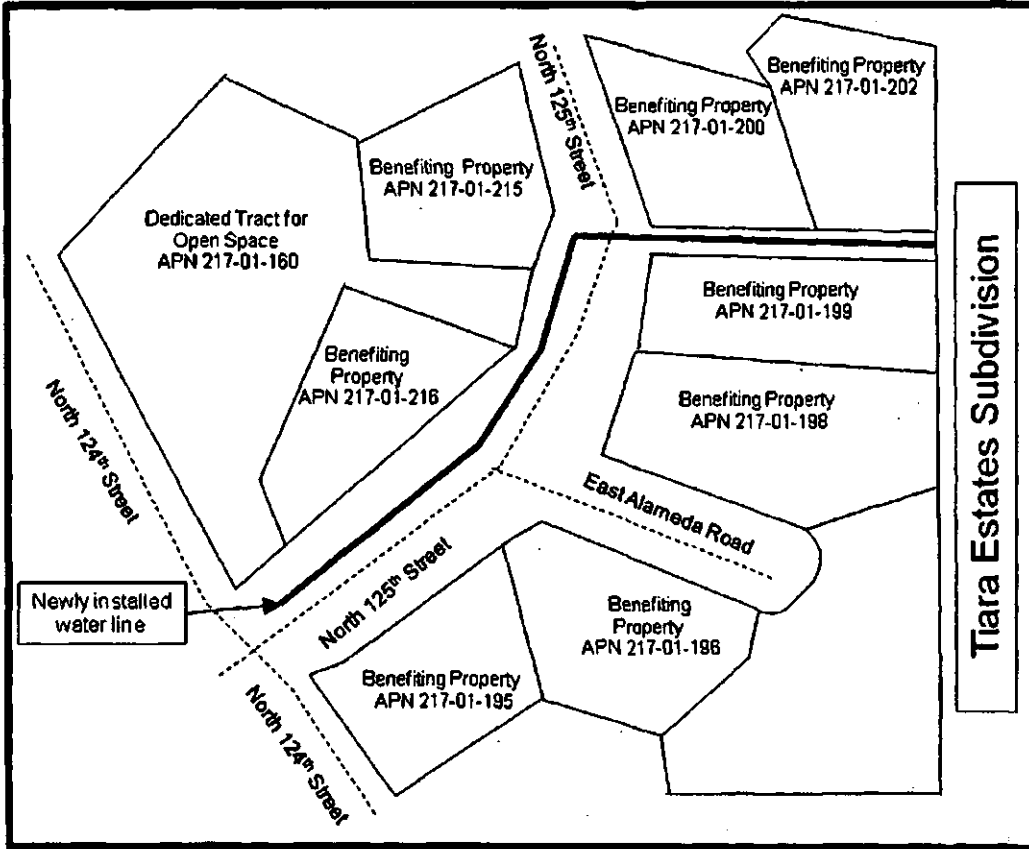 North 125th Street
Benefiting Property
APN 217-01-202
Benefiting Property
APN 217-01-200
Benefiting Property
APN 217-01-215
Dedicated Tract for
Open Space
APN 217-01-160
Benefiting Property
APN 217-01-199
Benefiting
Property
APN 217-01-216
Benefiting Property
APN 217-01-198
North 124th Street
East Alameda Road
Newly installed
water line
North 125th Street
Benefiting
Property
APN 217-01-196
Benefiting Property
APN 217-01-195
North 124th Street
Tiara Estates Subdivision